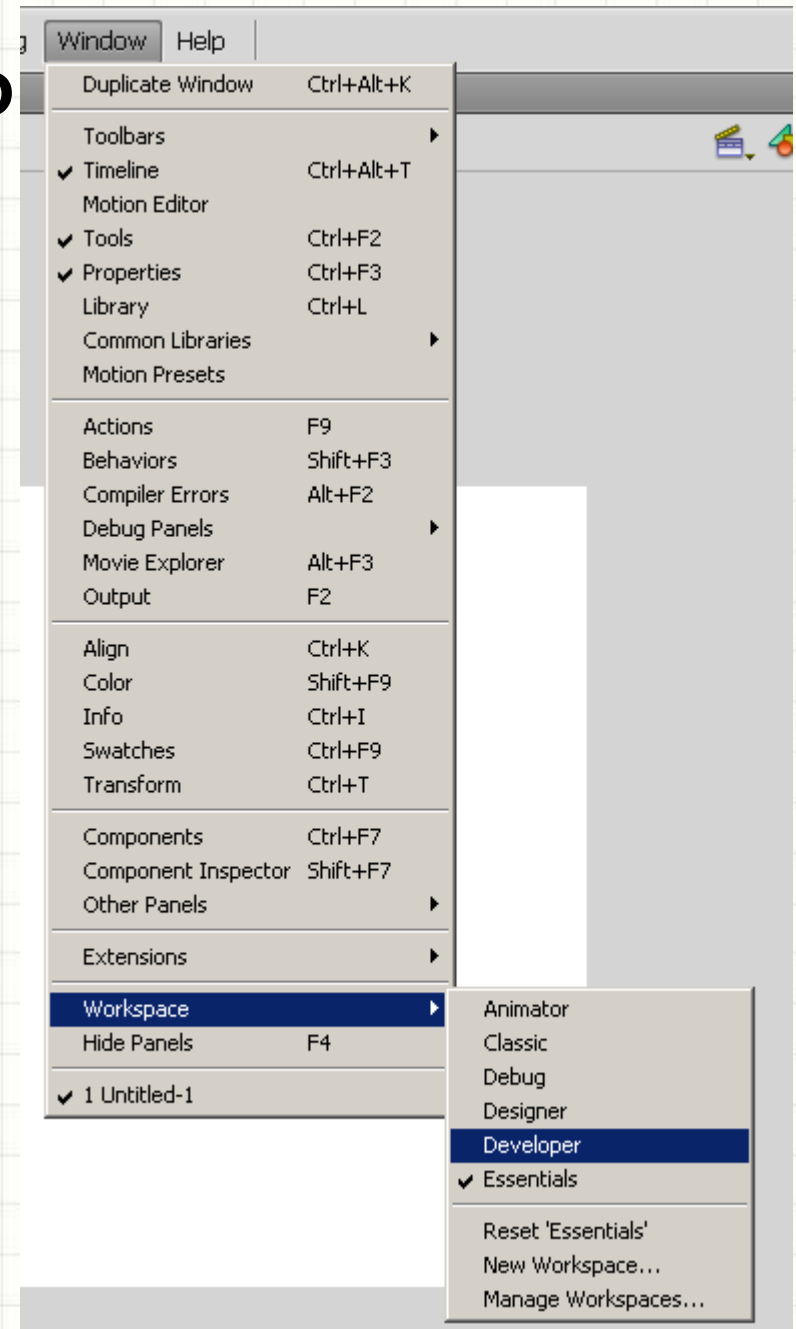 Window Help
Duplicate Window Ctrl+Alt+K
Toolbars
Timeline Ctrl+Alt+T
Motion Editor
Tools Ctrl+F2
Properties Ctrl+F3
Library Ctrl+L
Common Libraries
Motion Presets
Actions F9
Behaviors Shift+F3
Compiler Errors Alt+F2
Debug Panels
Movie Explorer Alt+F3
Output F2
Align Ctrl+K
Color Shift+F9
Info Ctrl+I
Swatches Ctrl+F9
Transform Ctrl+T
Components Ctrl+F7
Component Inspector Shift+F7
Other Panels
Extensions
Workspace
Hide Panels F4
1 Untitled-1
Animator
Classic
Debug
Designer
Developer
Essentials
Reset 'Essentials'
New Workspace...
Manage Workspaces...